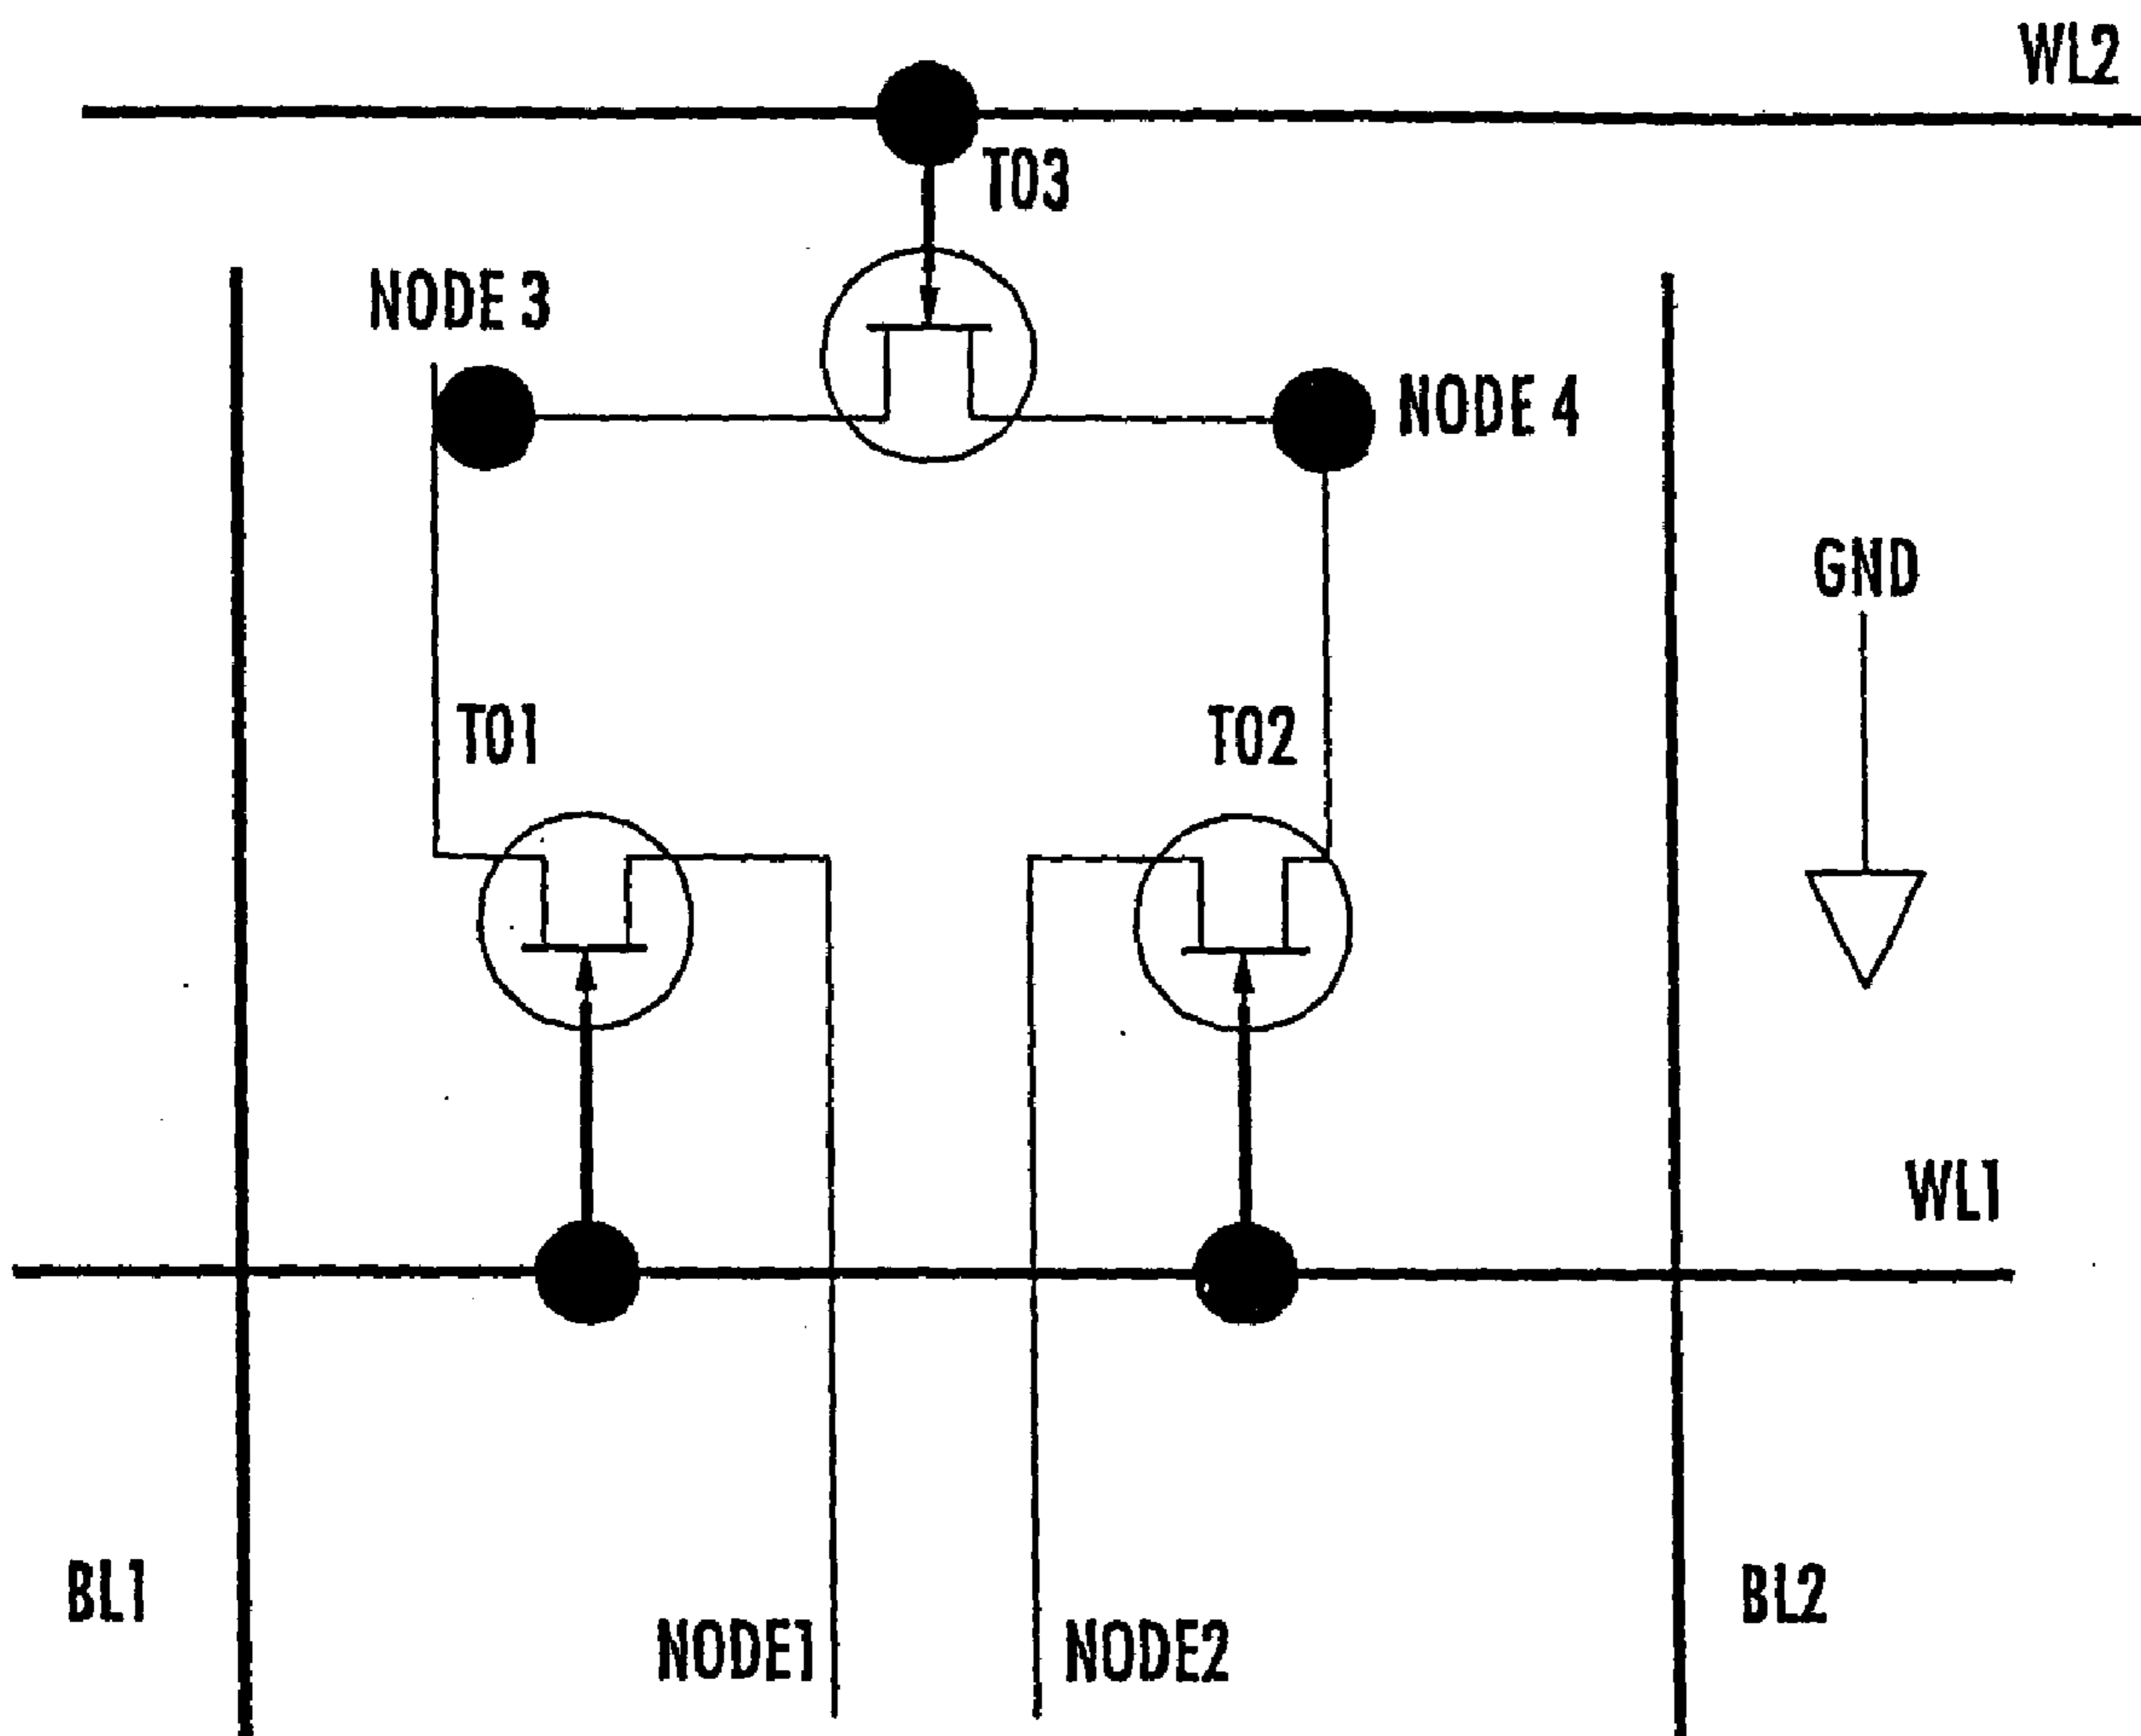 WL2
T03
NODE 3
NODE 4
GND
T01
T02
WL1
BL1
BL2
NODE1
NODE2